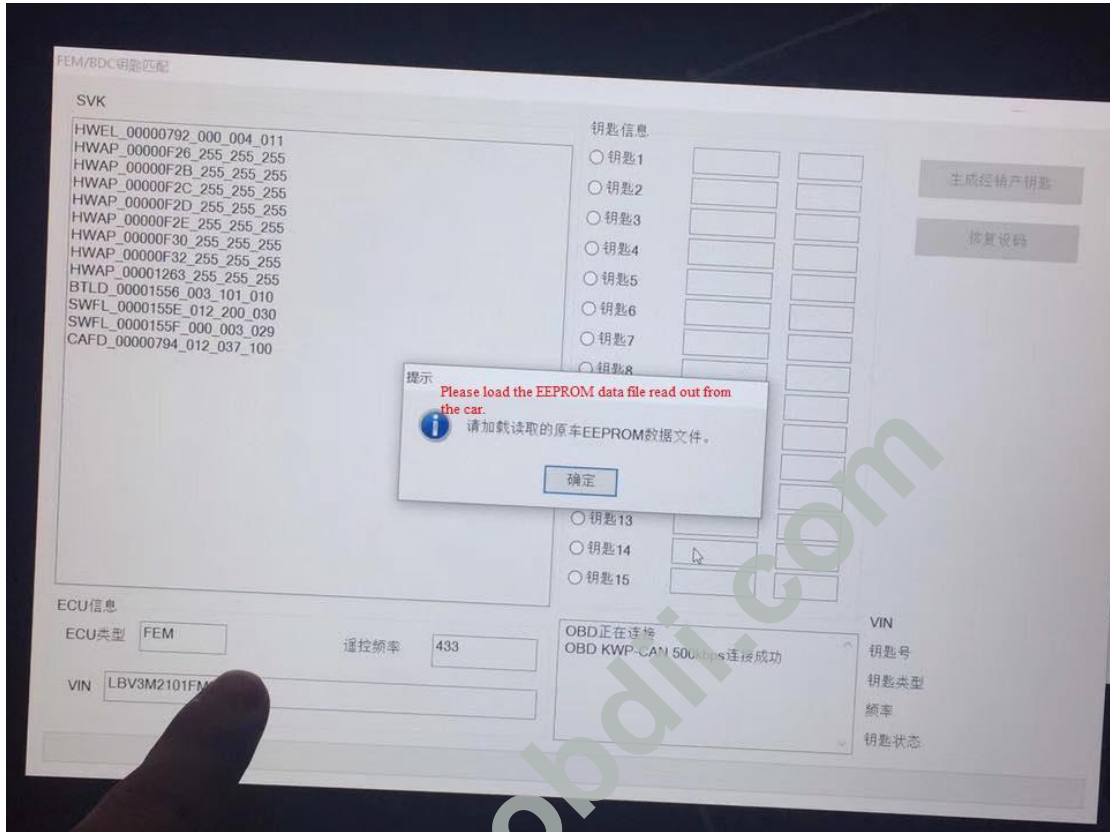 FEM/BDC钥匙匹配
SVK
HWEL_00000792_000_004_011
HWAP_00000F26_255_255_255
HWAP_00000F2B_255_255_255
HWAP_00000F2C_255_255_255
HWAP_00000F2D_255_255_255
HWAP_00000F2E_255_255_255
HWAP_00000F30_255_255_255
HWAP_00000F32_255_255_255
HWAP_00001263_255_255_255
BTLD_00001556_003_101_010
SWFL_0000155E_012_200_030
SWFL_0000155F_000_003_029
CAFD_00000794_012_037_100
钥匙信息
钥匙1
钥匙2
钥匙3
钥匙4
钥匙5
钥匙6
钥匙7
钥匙8
钥匙13
钥匙14
钥匙15
生成经销产钥匙
恢复设码
提示
Please load the EEPROM data file read out from
the car.
请加载读取的原车EEPROM数据文件。
确定
ECU信息
ECU类型 FEM
遥控频率 433
VIN LBV3M2101FM
OBD正在连接
OBD KWP-CAN 500kbps连接成功
VIN
钥匙号
钥匙类型
频率
钥匙状态
obdii.com